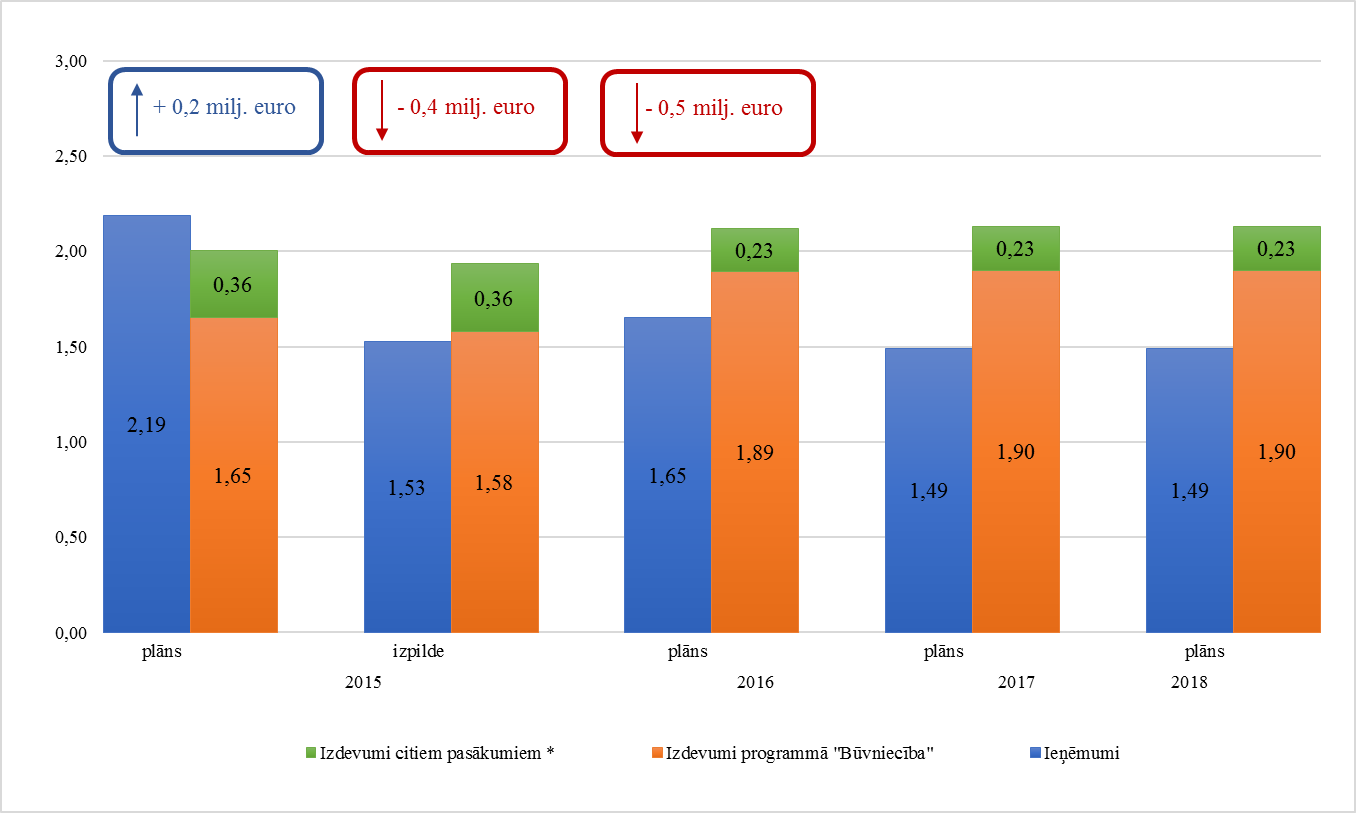 3,00
+ 0,2 milj. euro
- 0,4 milj. euro
- 0,5 milj. euro
2,50
2,00
1,50
1,00
0,50
0,00
2,19
0,36
1,65
1,53
0,36
1,58
1,65
0,23
1,89
1,49
0,23
1,90
1,49
0,23
1,90
plāns
izpilde
plāns
plāns
plāns
2015
2016
2017
2018
Izdevumi citiem pasākumiem *
Izdevumi programmā "Būvniecība"
Ieņēmumi